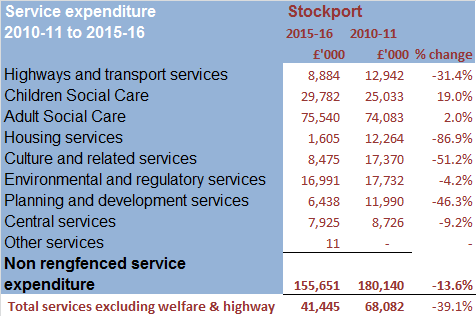 Service expenditure Stockport
2010-11 to 2015-16 2015-16 2010-11
£'000 £'000 % change
Highways and transport services 8,884 12,942 -31.4%
Children Social Care 29,782 25,033 19.0%
Adult Social Care 75,540 74,083 2.0%
Housing services 1,605 12,264 -86.9%
Culture and related services 8,475 17,370 -51.2%
Environmental and regulatory services 16,991 17,732 -4.2%
Planning and development services 6,438 11,990 -46.3%
Central services 7,925 8,726 -9.2%
Other services 11 - -
Non rengfenced service
expenditure 155,651 180,140 -13.6%
Total services excluding welfare & highway 41,445 68,082 -39.1%